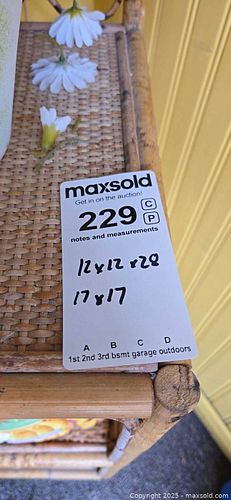 maxsold
Get in on the auction!
229 C
P
notes and measurements
12x12x28
17x17
A B C D
1st 2nd 3rd bsmt garage outdoors
Copyright 2025 - maxsold.com